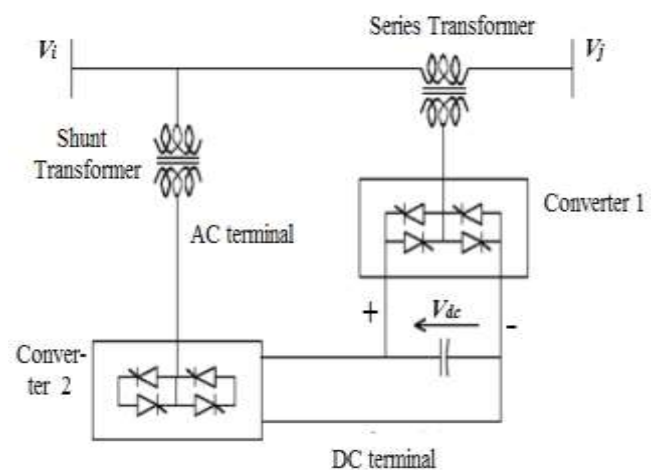 Series Transformer
Vi
Vj
Shunt
Transformer
Converter 1
AC terminal
+
Vdc
-
Conver-
ter 2
DC terminal